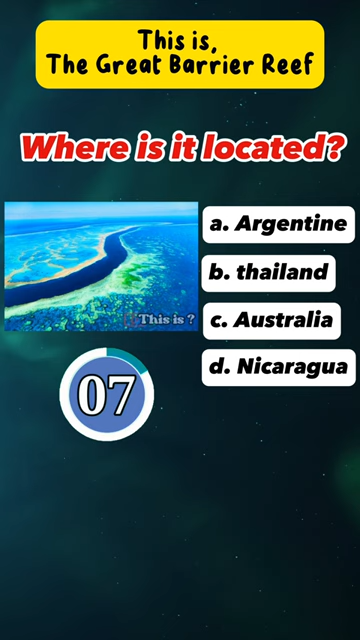 This is,
The Great Barrier Reef
Where is it located?
a. Argentine
b. thailand
c. Australia
d. Nicaragua
This is ?
07